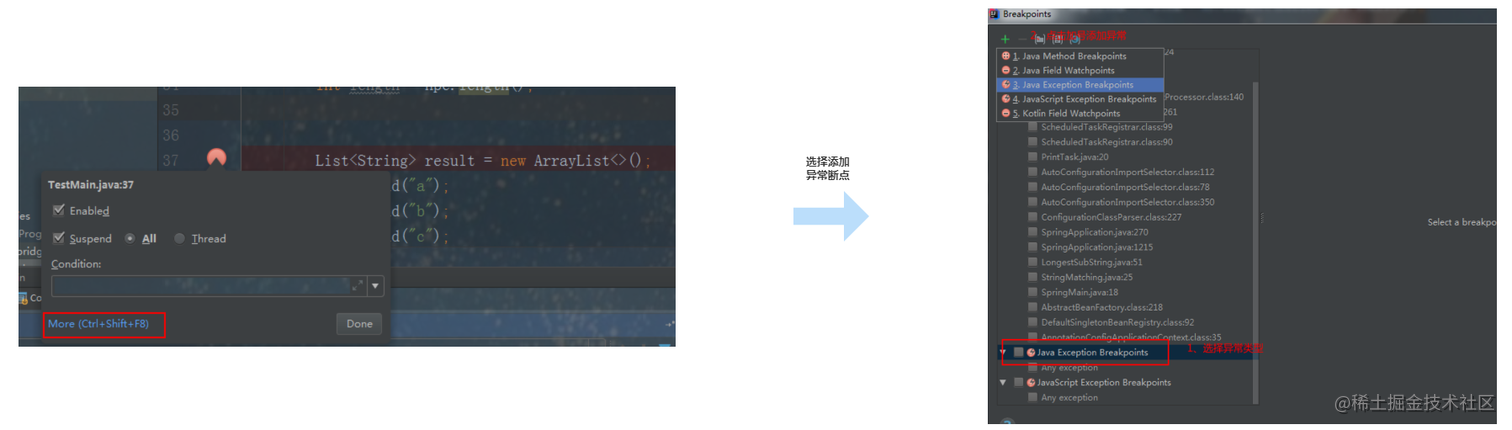 int length = npc.length();
35
36
37
List<String> result = new ArrayList<>();
TestMain.java:37
d("a");
Enabled
d("b");
Suspend
All
Thread
d("c");
Condition:
More (Ctrl+Shift+F8)
Done
选择添加
异常断点
Breakpoints
1. Java Method Breakpoints
24
2. Java Field Watchpoints
3. Java Exception Breakpoints
4. JavaScript Exception Breakpoints
Processor.class:140
5. Kotlin Field Watchpoints
261
ScheduledTaskRegistrar.class:99
ScheduledTaskRegistrar.class:90
PrintTask.java:20
AutoConfigurationImportSelector.class:112
AutoConfigurationImportSelector.class:78
AutoConfigurationImportSelector.class:350
ConfigurationClassParser.class:227
SpringApplication.java:270
SpringApplication.java:1215
LongestSubString.java:51
StringMatching.java:25
SpringMain.java:18
AbstractBeanFactory.class:218
DefaultSingletonBeanRegistry.class:92
AnnotationConfigApplicationContext.class:35
Java Exception Breakpoints
1、选择异常类型
Any exception
JavaScript Exception Breakpoints
Any exception
Select a breakpo
@稀土掘金技术社区